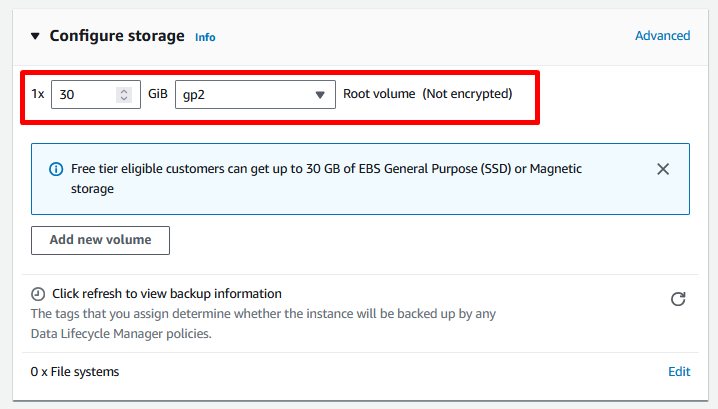 Configure storage Info Advanced
1x 30 GiB gp2 Root volume (Not encrypted)
Free tier eligible customers can get up to 30 GB of EBS General Purpose (SSD) or Magnetic
storage
Add new volume
Click refresh to view backup information
The tags that you assign determine whether the instance will be backed up by any
Data Lifecycle Manager policies.
0 x File systems Edit